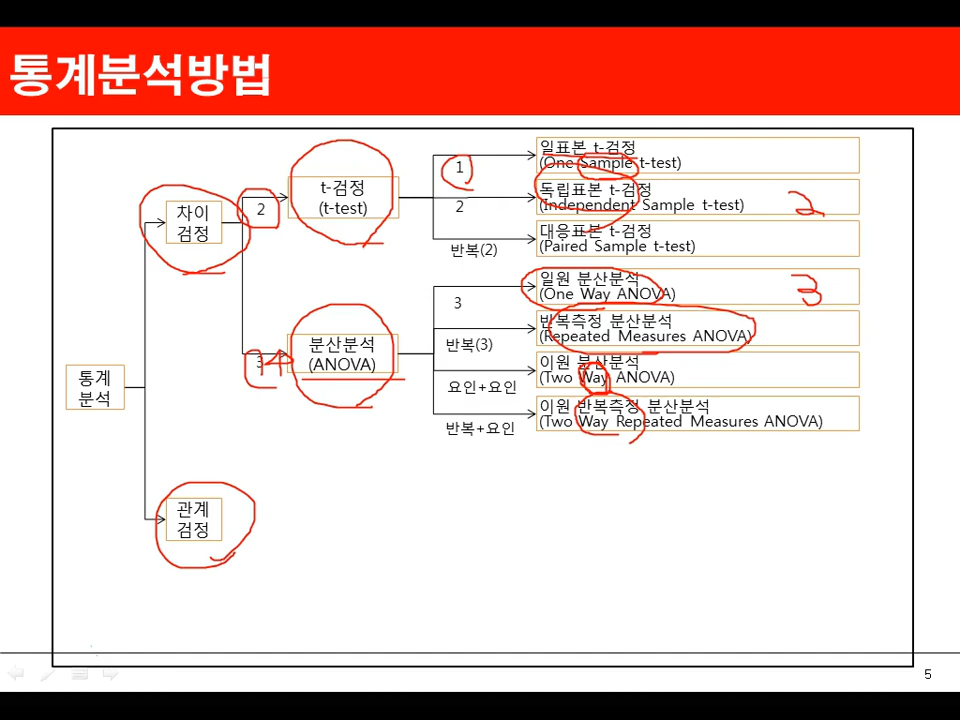 통계분석방법
통계
분석
차이
검정
2
t-검정
(t-test)
1
일표본 t-검정
(One Sample t-test)
2
독립표본 t-검정
(Independent Sample t-test)
2
반복(2)
대응표본 t-검정
(Paired Sample t-test)
3
분산분석
(ANOVA)
3
일원 분산분석
(One Way ANOVA)
3
반복(3)
반복측정 분산분석
(Repeated Measures ANOVA)
요인+요인
이원 분산분석
(Two Way ANOVA)
반복+요인
이원 반복측정 분산분석
(Two Way Repeated Measures ANOVA)
관계
검정
5